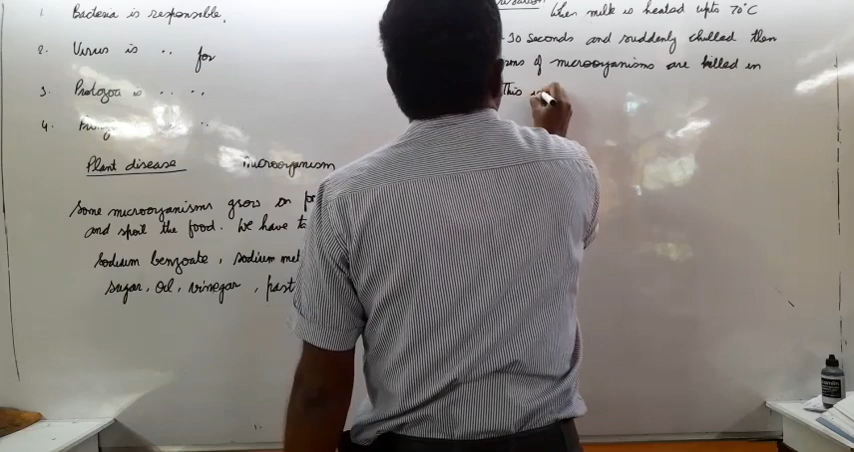 1. Bacteria is responsible.
2. Virus is .. for
3. Protozoa is .. ..
4.
Plant disease microorganism
Some microorganisms grow on
and spoil the food. We have to
Sodium benzoate, sodium met
sugar, oil, vinegar, past
When milk is heated upto 70°C
30 seconds and suddenly chilled then
of microorganisms are killed in
This